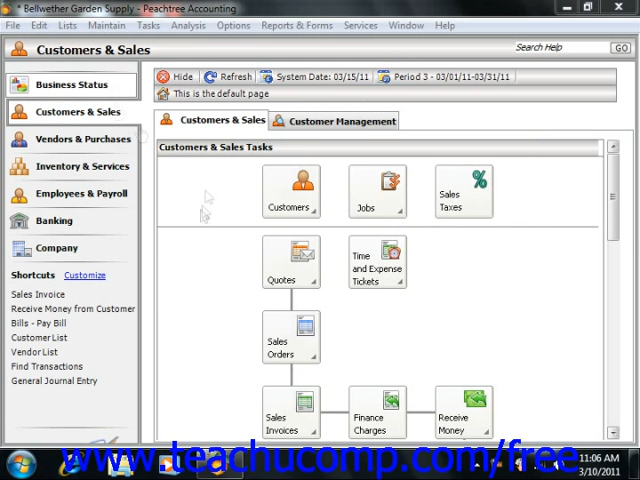 * Bellwether Garden Supply - Peachtree Accounting
File Edit Lists Maintain Tasks Analysis Options Reports & Forms Services Window Help
Customers & Sales
Search Help
GO
Business Status
Customers & Sales
Vendors & Purchases
Inventory & Services
Employees & Payroll
Banking
Company
Shortcuts Customize
Sales Invoice
Receive Money from Customer
Bills - Pay Bill
Customer List
Vendor List
Find Transactions
General Journal Entry
Hide Refresh System Date: 03/15/11 Period 3 - 03/01/11-03/31/11
This is the default page
Customers & Sales Customer Management
Customers & Sales Tasks
Customers
Jobs
Sales
Taxes
Quotes
Time
and Expense
Tickets
Sales
Orders
Sales
Invoices
Finance
Charges
Receive
Money
www.teachucomp.com/free
11:06 AM
3/10/2011